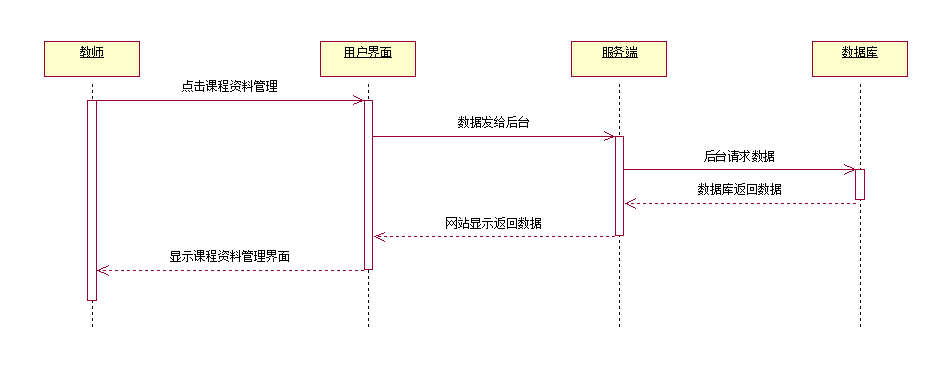 教师
用户界面
服务端
数据库
点击课程资料管理
数据发给后台
后台请求数据
数据库返回数据
网站显示返回数据
显示课程资料管理界面